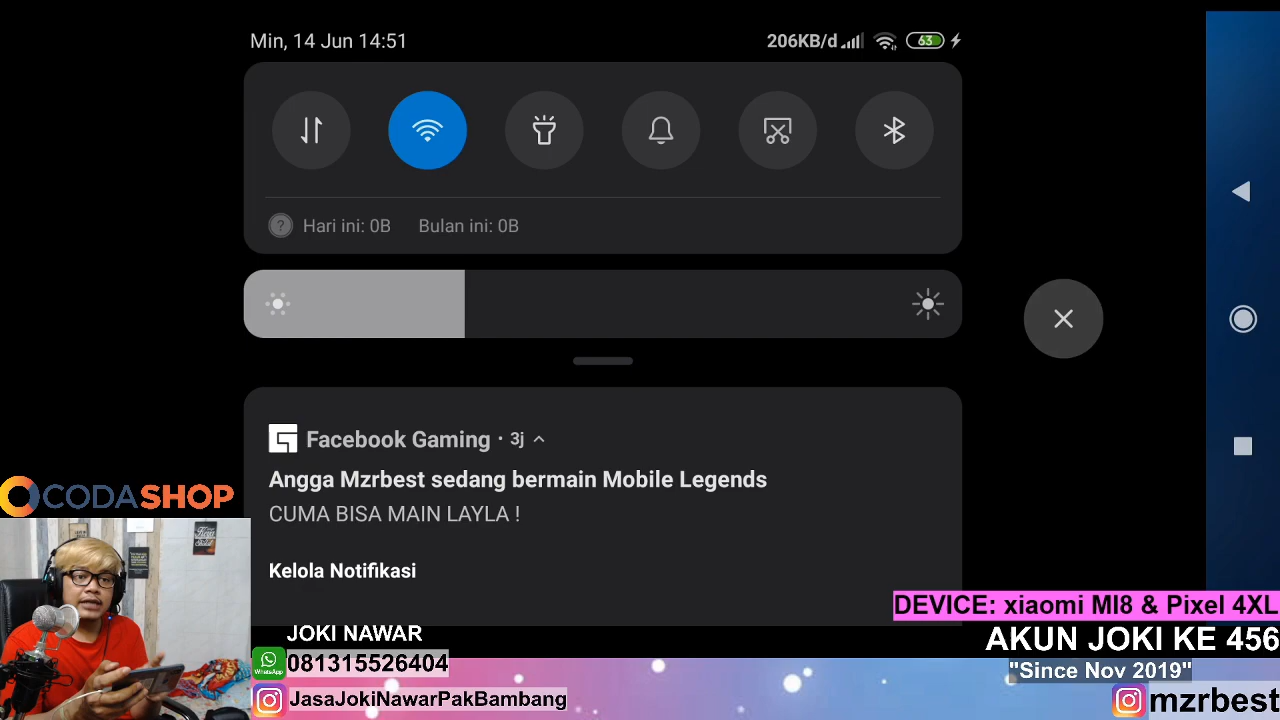 Min, 14 Jun 14:51
206KB/d
63
Hari ini: 0B Bulan ini: 0B
Facebook Gaming · 3j
Angga Mzrbest sedang bermain Mobile Legends
CUMA BISA MAIN LAYLA !
Kelola Notifikasi
CODASHOP
DEVICE: xiaomi MI8 & Pixel 4XL
JOKI NAWAR
AKUN JOKI KE 456
WhatsApp
081315526404
"Since Nov 2019"
JasaJokiNawarPakBambang
mzrbest